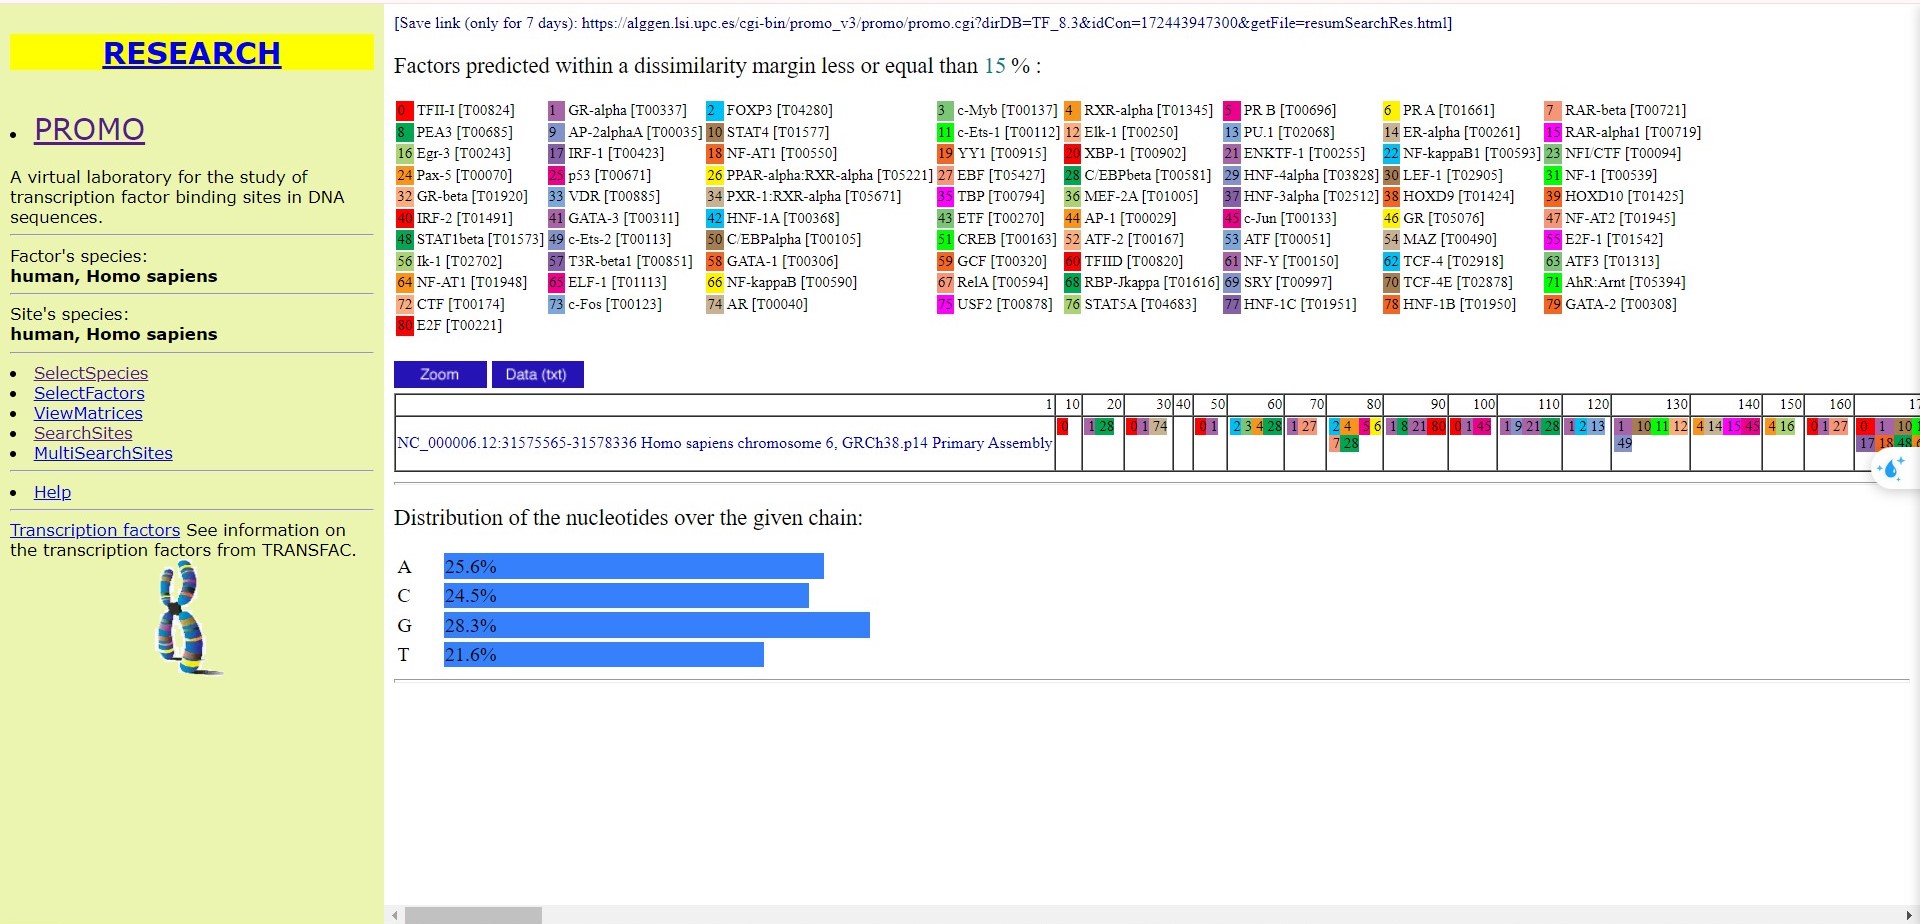 RESEARCH
PROMO
A virtual laboratory for the study of
transcription factor binding sites in DNA
sequences.
Factor's species:
human, Homo sapiens
Site's species:
human, Homo sapiens
SelectSpecies
SelectFactors
ViewMatrices
SearchSites
MultiSearchSites
Help
Transcription factors See information on
the transcription factors from TRANSFAC.
[Save link (only for 7 days): https://alggen.lsi.upc.es/cgi-bin/promo_v3/promo/promo.cgi?dirDB=TF_8.3&idCon=172443947300&getFile=resumSearchRes.html]
Factors predicted within a dissimilarity margin less or equal than 15 % :
0 TFII-I [T00824] 1 GR-alpha [T00337] 2 FOXP3 [T04280] 3 c-Myb [T00137] 4 RXR-alpha [T01345] 5 PR B [T00696] 6 PR A [T01661] 7 RAR-beta [T00721]
8 PEA3 [T00685] 9 AP-2alphaA [T00035] 10 STAT4 [T01577] 11 c-Ets-1 [T00112] 12 Elk-1 [T00250] 13 PU.1 [T02068] 14 ER-alpha [T00261] 15 RAR-alpha1 [T00719]
16 Egr-3 [T00243] 17 IRF-1 [T00423] 18 NF-AT1 [T00550] 19 YY1 [T00915] 20 XBP-1 [T00902] 21 ENKTF-1 [T00255] 22 NF-kappaB1 [T00593] 23 NFI/CTF [T00094]
24 Pax-5 [T00070] 25 p53 [T00671] 26 PPAR-alpha:RXR-alpha [T05221] 27 EBF [T05427] 28 C/EBPbeta [T00581] 29 HNF-4alpha [T03828] 30 LEF-1 [T02905] 31 NF-1 [T00539]
32 GR-beta [T01920] 33 VDR [T00885] 34 PXR-1:RXR-alpha [T05671] 35 TBP [T00794] 36 MEF-2A [T01005] 37 HNF-3alpha [T02512] 38 HOXD9 [T01424] 39 HOXD10 [T01425]
40 IRF-2 [T01491] 41 GATA-3 [T00311] 42 HNF-1A [T00368] 43 ETF [T00270] 44 AP-1 [T00029] 45 c-Jun [T00133] 46 GR [T05076] 47 NF-AT2 [T01945]
48 STAT1beta [T01573] 49 c-Ets-2 [T00113] 50 C/EBPalpha [T00105] 51 CREB [T00163] 52 ATF-2 [T00167] 53 ATF [T00051] 54 MAZ [T00490] 55 E2F-1 [T01542]
56 Ik-1 [T02702] 57 T3R-beta1 [T00851] 58 GATA-1 [T00306] 59 GCF [T00320] 60 TFIID [T00820] 61 NF-Y [T00150] 62 TCF-4 [T02918] 63 ATF3 [T01313]
64 NF-AT1 [T01948] 65 ELF-1 [T01113] 66 NF-kappaB [T00590] 67 RelA [T00594] 68 RBP-Jkappa [T01616] 69 SRY [T00997] 70 TCF-4E [T02878] 71 AhR:Arnt [T05394]
72 CTF [T00174] 73 c-Fos [T00123] 74 AR [T00040] 75 USF2 [T00878] 76 STAT5A [T04683] 77 HNF-1C [T01951] 78 HNF-1B [T01950] 79 GATA-2 [T00308]
80 E2F [T00221]
Zoom Data (txt)
1 10 20 30 40 50 60 70 80 90 100 110 120 130 140 150 160 17
NC_000006.12:31575565-31578336 Homo sapiens chromosome 6, GRCh38.p14 Primary Assembly
0 1 28 0 1 74 0 1 2 3 4 28 1 27 2 4 5 6 1 8 21 80 0 1 45 1 9 21 28 1 2 13 1 10 11 12 4 14 15 45 4 16 0 1 27 0 1 10 1
7 28 49 17 18 48
Distribution of the nucleotides over the given chain:
A 25.6%
C 24.5%
G 28.3%
T 21.6%